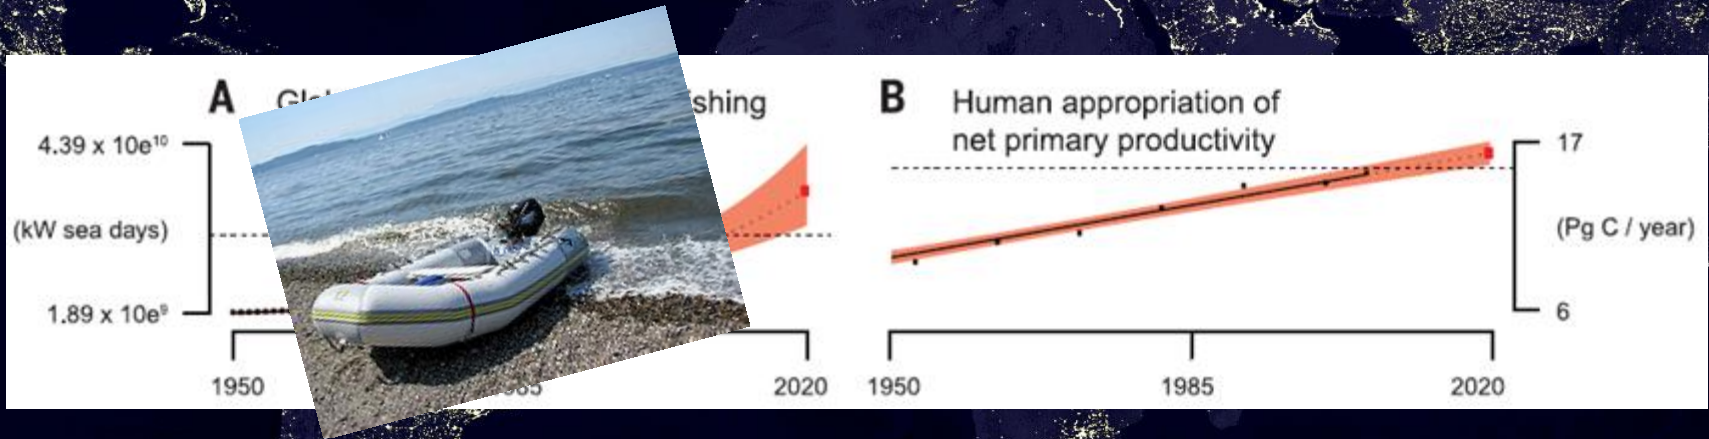 A
shing
4.39 x 10e¹⁰
(kW sea days)
1.89 x 10e⁹
1950
2020
B Human appropriation of
net primary productivity
17
(Pg C / year)
6
1950
1985
2020